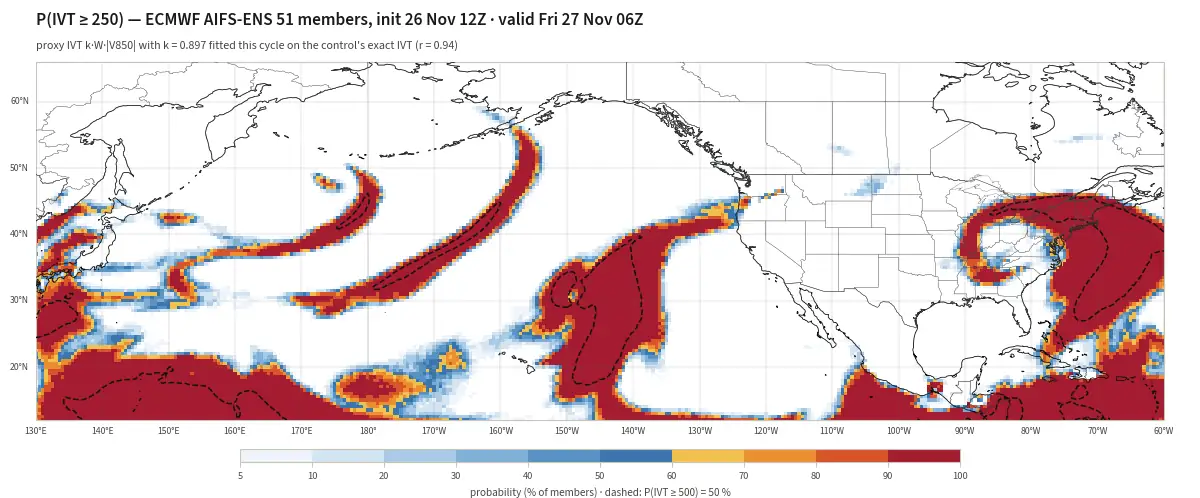 P(IVT ≥ 250) — ECMWF AIFS-ENS 51 members, init 26 Nov 12Z · valid Fri 27 Nov 06Z
proxy IVT k·W·|V850| with k = 0.897 fitted this cycle on the control's exact IVT (r = 0.94)
60°N
50°N
40°N
30°N
20°N
130°E 140°E 150°E 160°E 170°E 180° 170°W 160°W 150°W 140°W 130°W 120°W 110°W 100°W 90°W 80°W 70°W 60°W
5 10 20 30 40 50 60 70 80 90 100
probability (% of members) · dashed: P(IVT ≥ 500) = 50 %